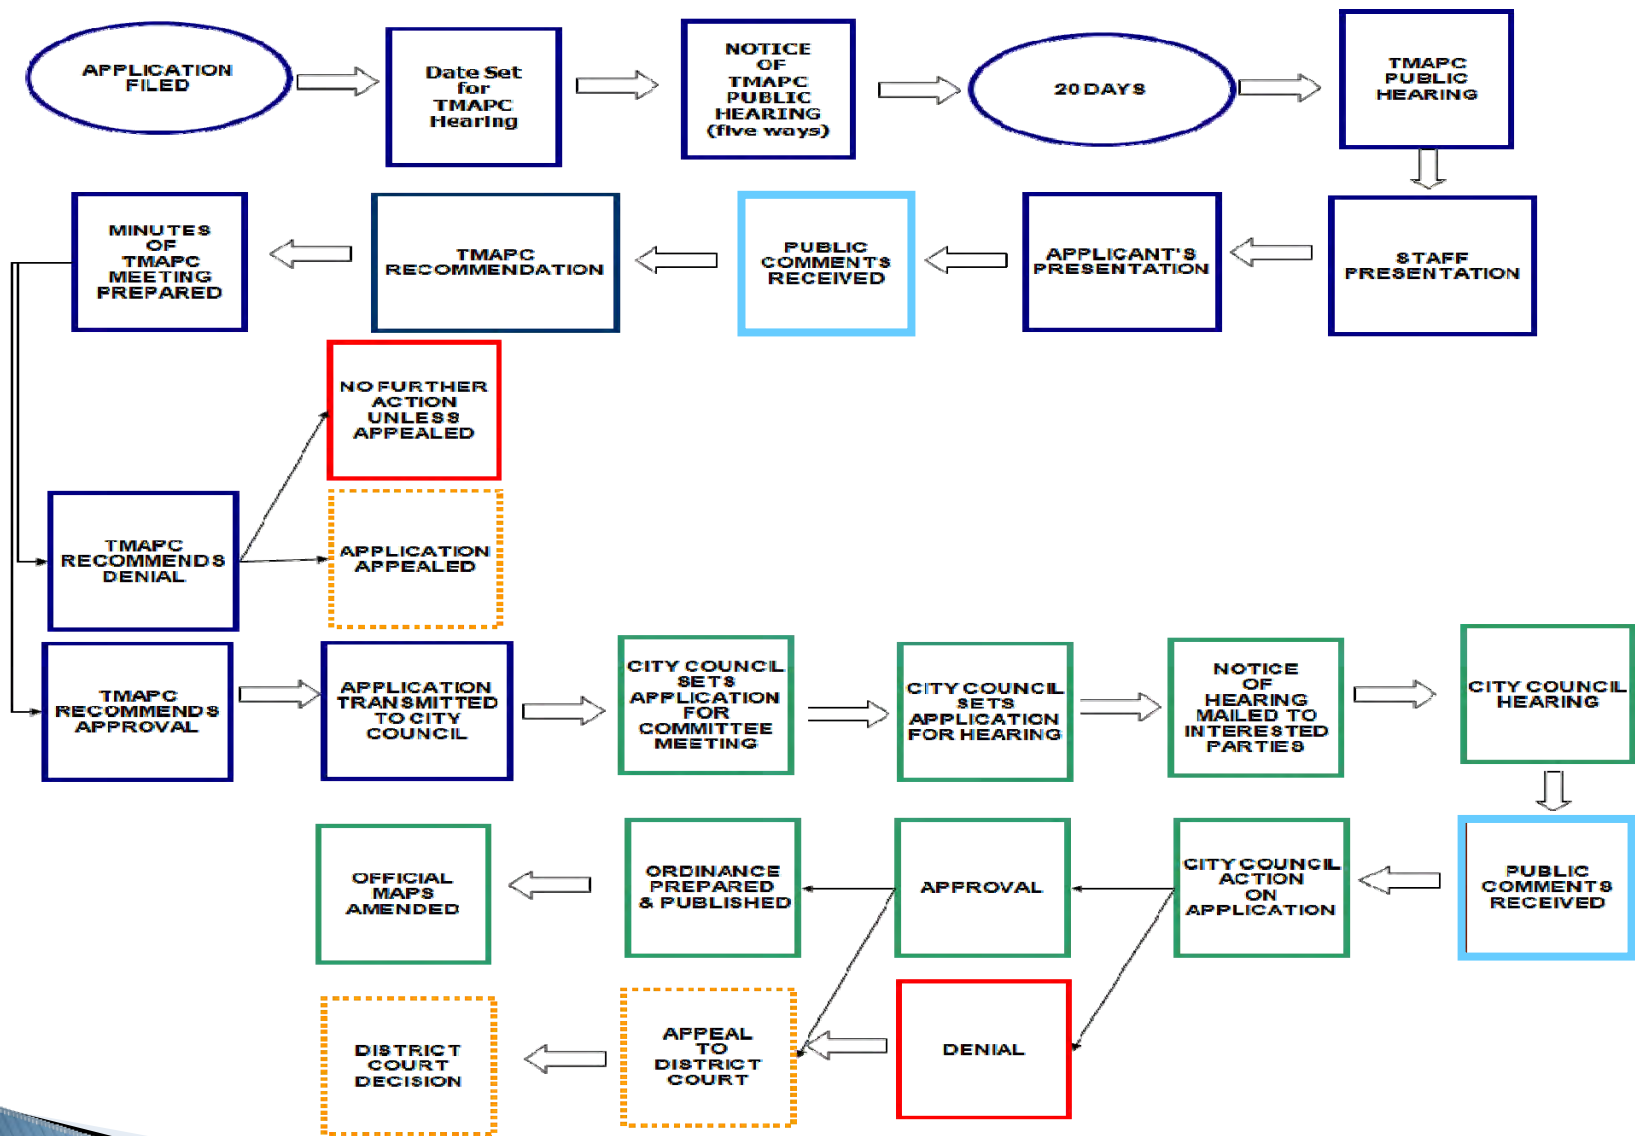 APPLICATION
FILED
Date Set
for
TMAPC
Hearing
NOTICE
OF
TMAPC
PUBLIC
HEARING
(five ways)
20 DAYS
TMAPC
PUBLIC
HEARING
MINUTES
OF
TMAPC
MEETING
PREPARED
TMAPC
RECOMMENDATION
PUBLIC
COMMENTS
RECEIVED
APPLICANT'S
PRESENTATION
STAFF
PRESENTATION
NO FURTHER
ACTION
UNLESS
APPEALED
TMAPC
RECOMMENDS
DENIAL
APPLICATION
APPEALED
TMAPC
RECOMMENDS
APPROVAL
APPLICATION
TRANSMITTED
TO CITY
COUNCIL
CITY COUNCIL
SETS
APPLICATION
FOR
COMMITTEE
MEETING
CITY COUNCIL
SETS
APPLICATION
FOR HEARING
NOTICE
OF
HEARING
MAILED TO
INTERESTED
PARTIES
CITY COUNCIL
HEARING
OFFICIAL
MAPS
AMENDED
ORDINANCE
PREPARED
& PUBLISHED
APPROVAL
CITY COUNCIL
ACTION
ON
APPLICATION
PUBLIC
COMMENTS
RECEIVED
DISTRICT
COURT
DECISION
APPEAL
TO
DISTRICT
COURT
DENIAL